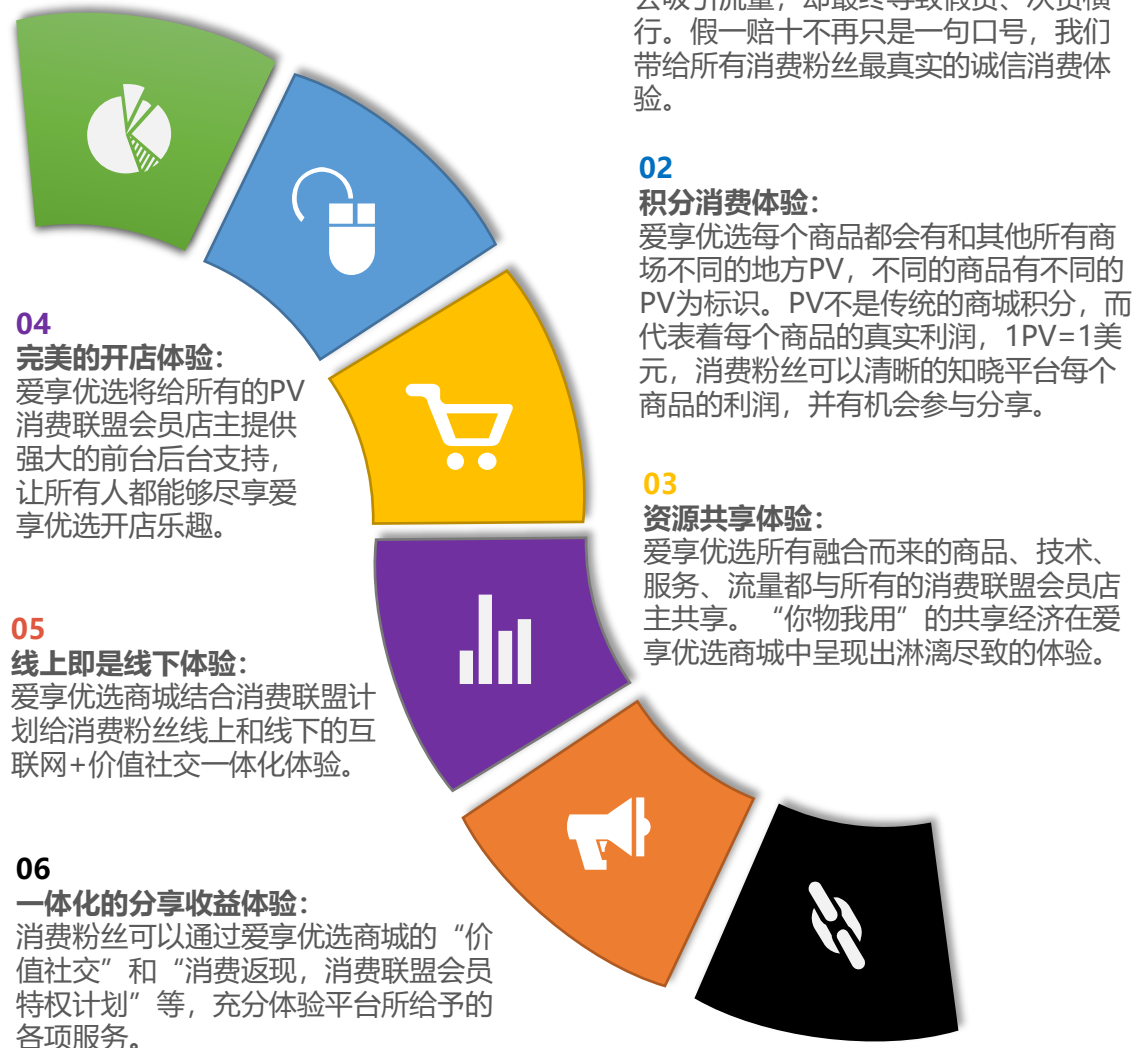 会吸引流量，却最终导致假货、次货横
行。假一赔十不再只是一句口号，我们
带给所有消费粉丝最真实的诚信消费体
验。
02
积分消费体验：
爱享优选每个商品都会有和其他所有商
场不同的地方PV，不同的商品有不同的
PV为标识。PV不是传统的商城积分，而
代表着每个商品的真实利润，1PV=1美
元，消费粉丝可以清晰的知晓平台每个
商品的利润，并有机会参与分享。
03
资源共享体验：
爱享优选所有融合而来的商品、技术、
服务、流量都与所有的消费联盟会员店
主共享。“你物我用”的共享经济在爱
享优选商城中呈现出淋漓尽致的体验。
04
完美的开店体验：
爱享优选将给所有的PV
消费联盟会员店主提供
强大的前台后台支持，
让所有人都能够尽享爱
享优选开店乐趣。
05
线上即是线下体验：
爱享优选商城结合消费联盟计
划给消费粉丝线上和线下的互
联网+价值社交一体化体验。
06
一体化的分享收益体验：
消费粉丝可以通过爱享优选商城的“价
值社交”和“消费返现，消费联盟会员
特权计划”等，充分体验平台所给予的
各项服务。